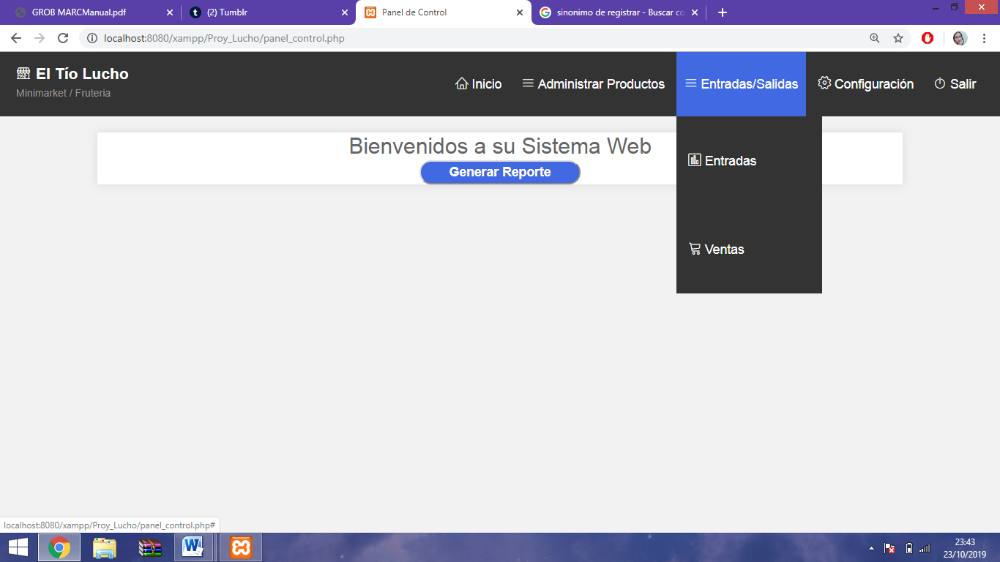 GROB MARCManual.pdf
(2) Tumblr
Panel de Control
sinonimo de registrar - Buscar co
localhost:8080/xampp/Proy_Lucho/panel_control.php
El Tío Lucho
Minimarket / Fruteria
Inicio
Administrar Productos
Entradas/Salidas
Configuración
Salir
Bienvenidos a su Sistema Web
Generar Reporte
Entradas
Ventas
localhost:8080/xampp/Proy_Lucho/panel_control.php#
23:43
23/10/2019